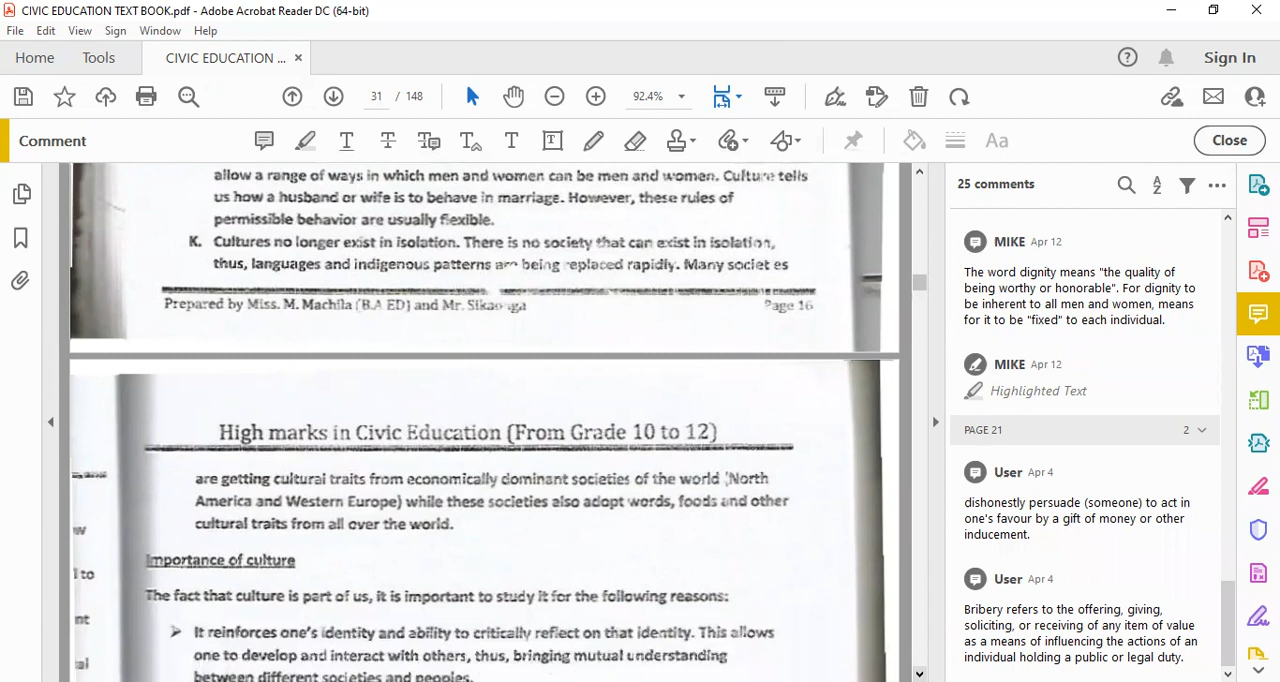 CIVIC EDUCATION TEXT BOOK.pdf - Adobe Acrobat Reader DC (64-bit)
File Edit View Sign Window Help
Home Tools CIVIC EDUCATION ... × Sign In
31 / 148 92.4%
Comment Close
allow a range of ways in which men and women can be men and women. Culture tells
us how a husband or wife is to behave in marriage. However, these rules of
permissible behavior are usually flexible.
K. Cultures no longer exist in isolation. There is no society that can exist in isolation,
thus, languages and indigenous patterns are being replaced rapidly. Many societ es
Prepared by Miss. M. Machila (B.A ED) and Mr. Page 16
High marks in Civic Education (From Grade 10 to 12)
are getting cultural traits from economically dominant societies of the world (North
America and Western Europe) while these societies also adopt words, foods and other
cultural traits from all over the world.
Importance of culture
The fact that culture is part of us, it is important to study it for the following reasons:
➢ It reinforces one's identity and ability to critically reflect on that identity. This allows
one to develop and interact with others, thus, bringing mutual understanding
between different societies and peoples.
w
l to
nt
al
25 comments
MIKE Apr 12
The word dignity means "the quality of
being worthy or honorable". For dignity to
be inherent to all men and women, means
for it to be "fixed" to each individual.
MIKE Apr 12
Highlighted Text
PAGE 21 2
User Apr 4
dishonestly persuade (someone) to act in
one's favour by a gift of money or other
inducement.
User Apr 4
Bribery refers to the offering, giving,
soliciting, or receiving of any item of value
as a means of influencing the actions of an
individual holding a public or legal duty.